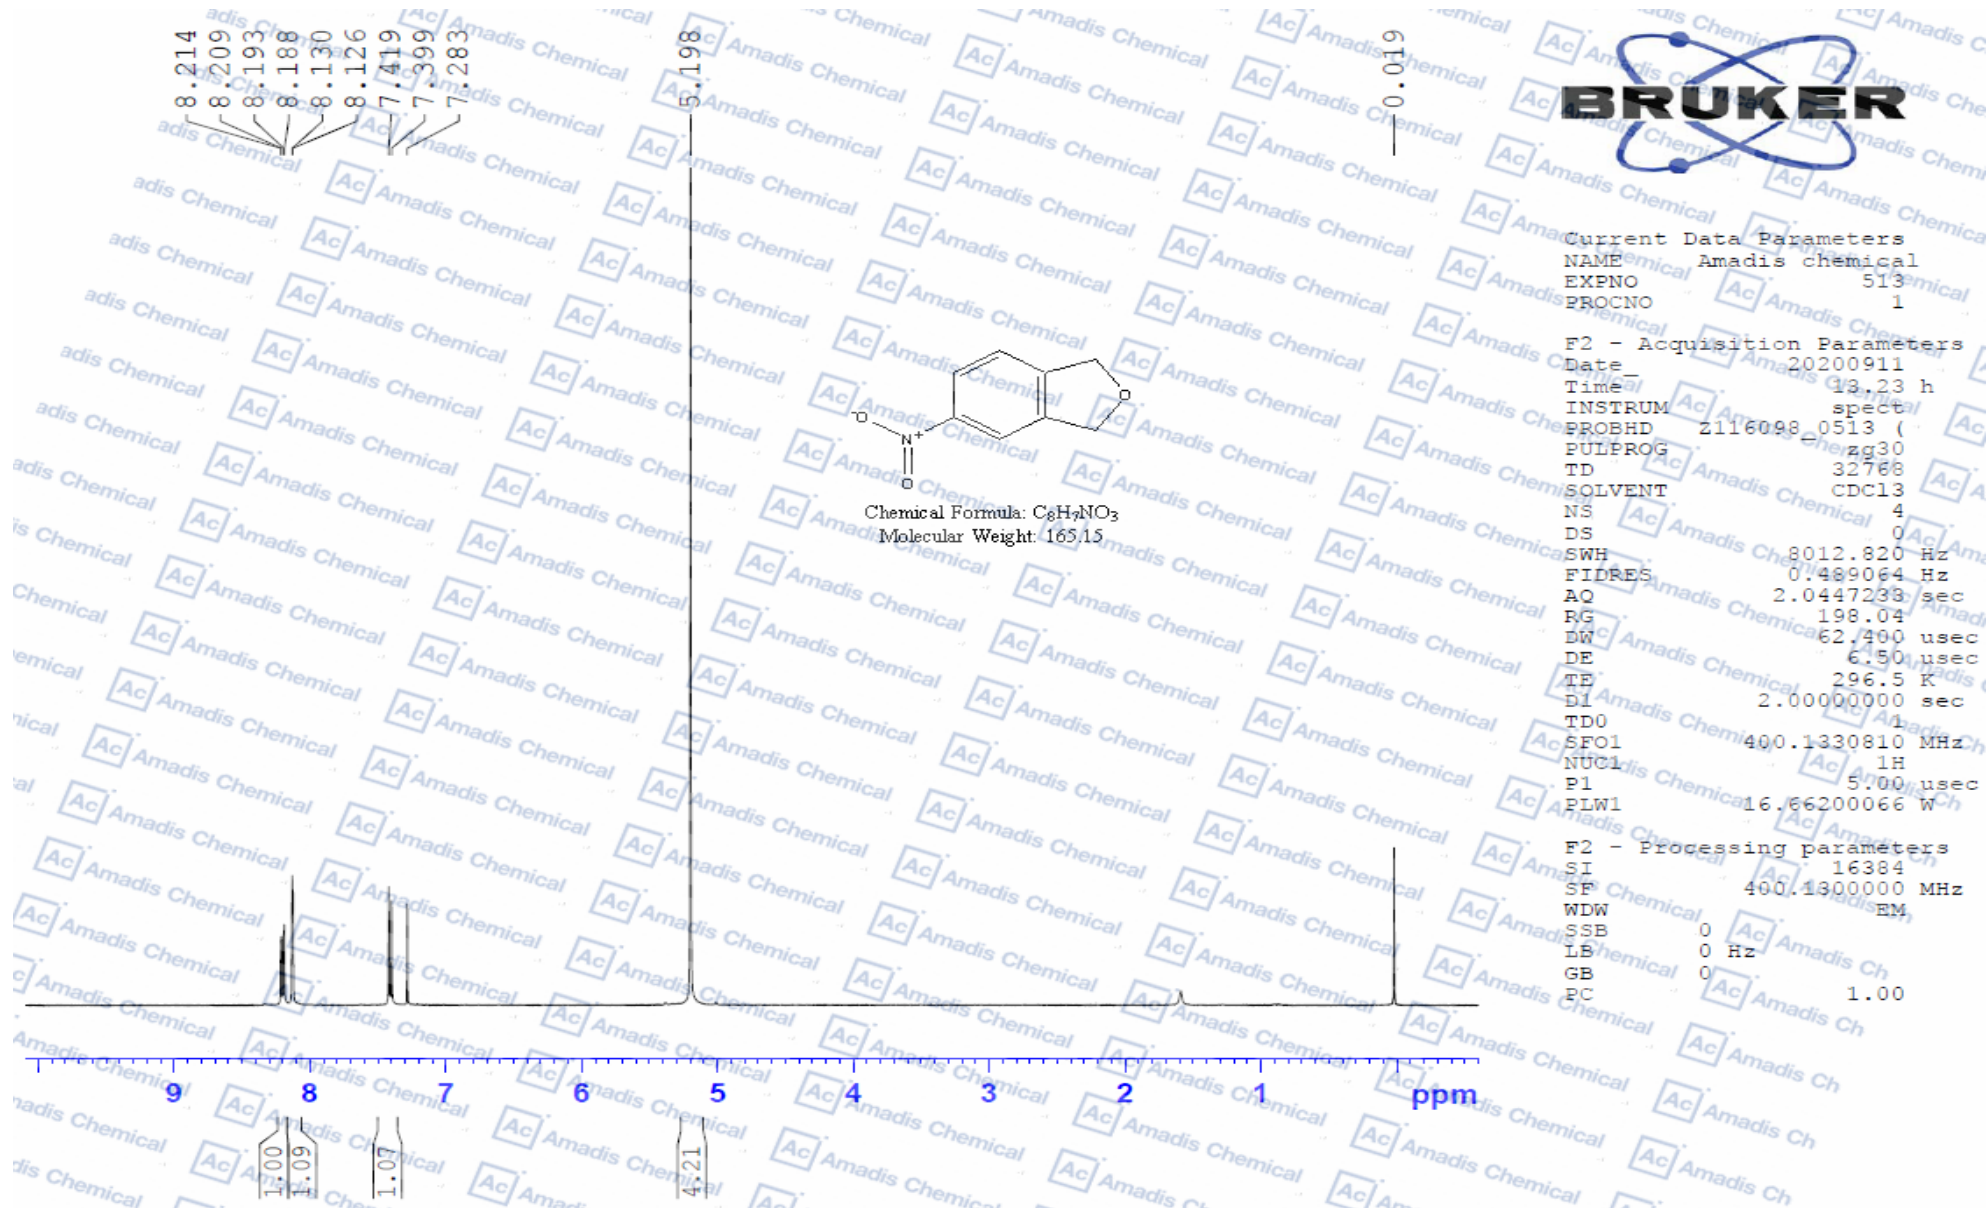 8.214
8.209
8.193
8.188
8.130
8.126
7.419
7.399
7.283
5.198
-0.019
BRUKER
Current Data Parameters
NAME Amadis chemical
EXPNO 513
PROCNO 1
F2 - Acquisition Parameters
Date_ 20200911
Time 13.23 h
INSTRUM spect
PROBHD Z116098_0513 (
PULPROG zg30
TD 32768
SOLVENT CDCl3
NS 4
DS 0
SWH 8012.820 Hz
FIDRES 0.489064 Hz
AQ 2.0447233 sec
RG 198.04
DW 62.400 usec
DE 6.50 usec
TE 296.5 K
D1 2.00000000 sec
TD0 1
SFO1 400.1330810 MHz
NUC1 1H
P1 5.00 usec
PLW1 16.66200066 W
F2 - Processing parameters
SI 16384
SF 400.1300000 MHz
WDW EM
SSB 0
LB 0 Hz
GB 0
PC 1.00
O
-O
N+
O
Chemical Formula: C8H7NO3
Molecular Weight: 165.15
9 8 7 6 5 4 3 2 1 ppm
1.00
1.09
1.07
4.21
Ac Amadis Chemical